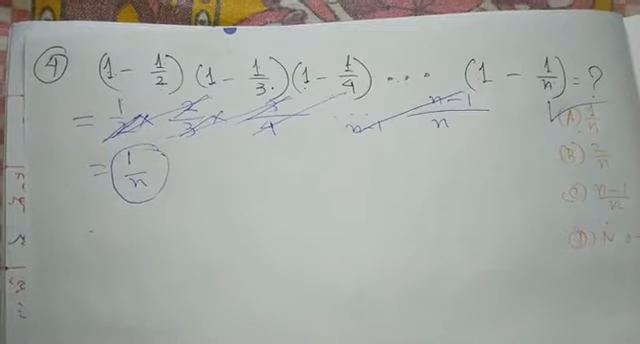 4 (1 - 1/2) (1 - 1/3.) (1 - 1/4) .... (1 - 1/n) = ?
= 1/2 × 2/3 × 3/4 ... n-1 n-1/n
= 1/n
(A) 1/n
(B) 2/n
(C) n-1/n
(D) N